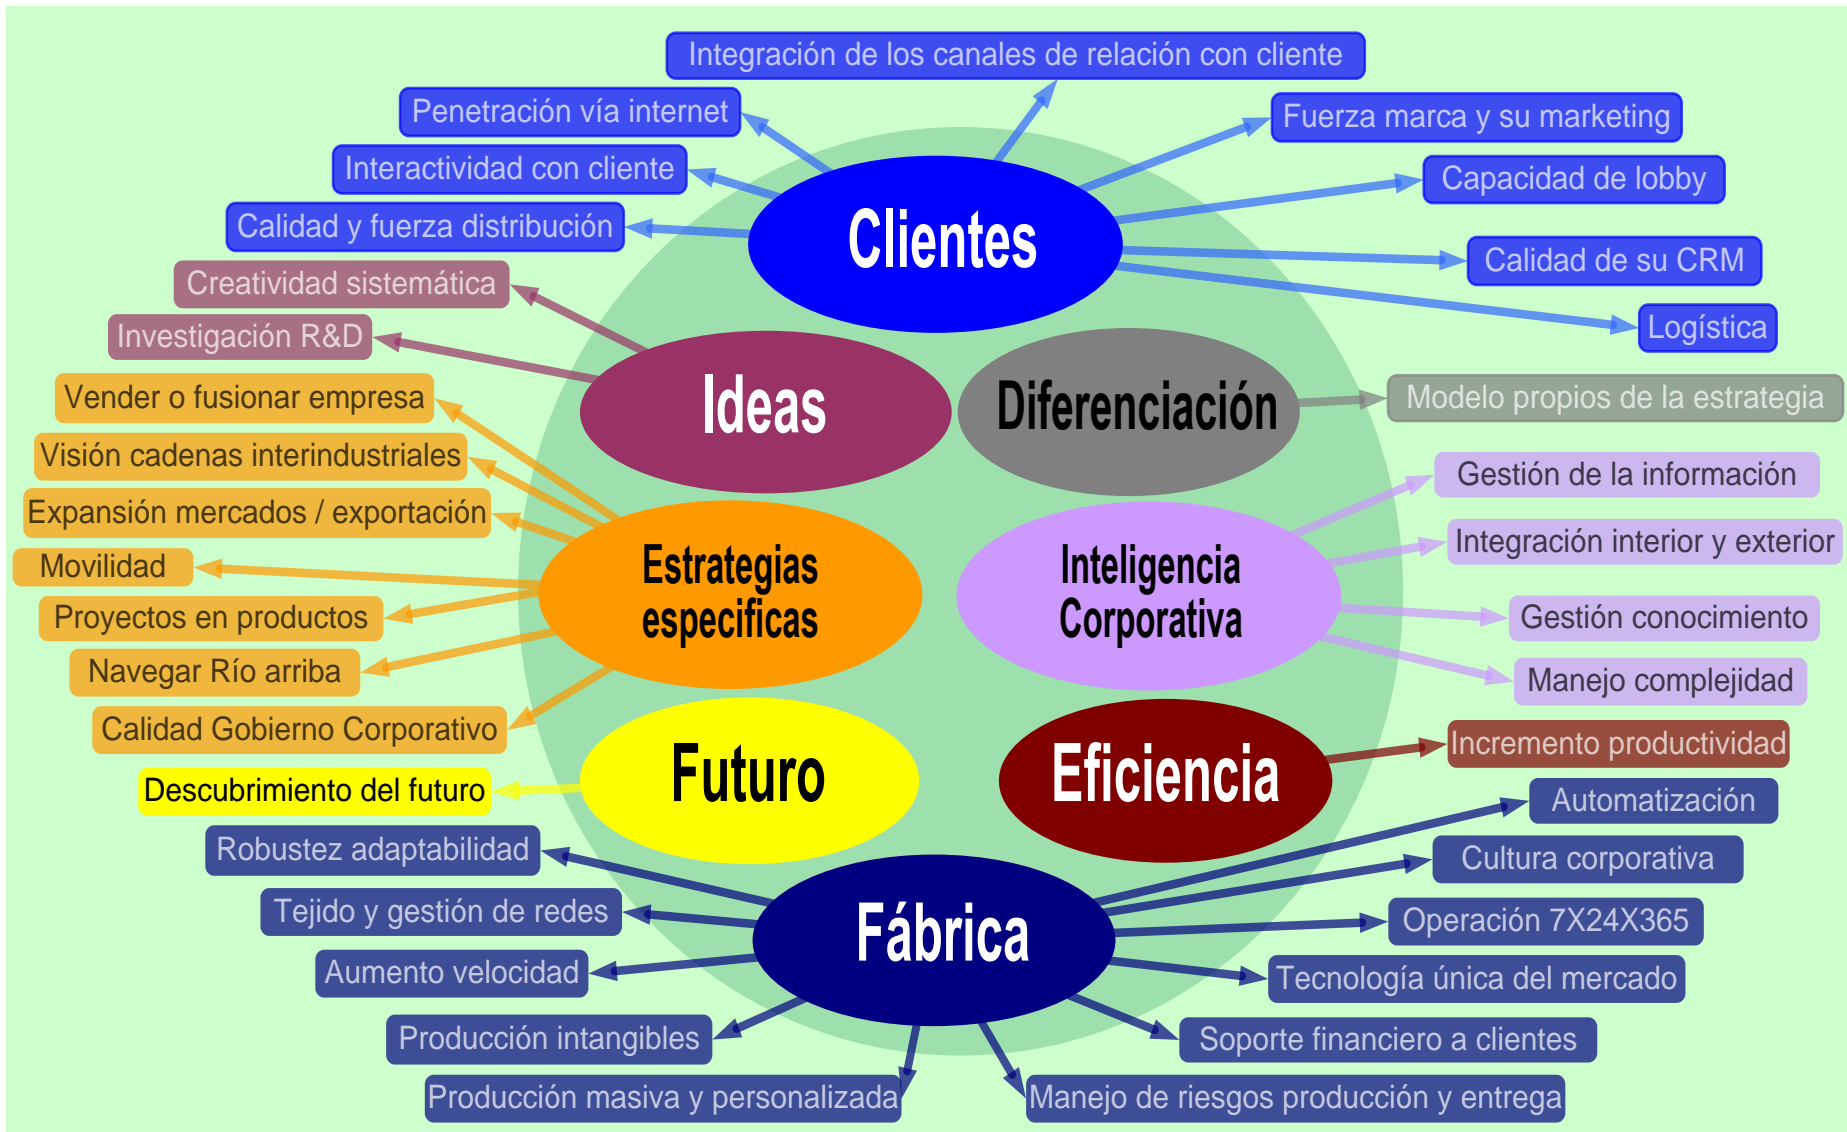 Integración de los canales de relación con cliente
Penetración vía internet
Fuerza marca y su marketing
Interactividad con cliente
Capacidad de lobby
Calidad y fuerza distribución
Clientes
Calidad de su CRM
Creatividad sistemática
Logística
Investigación R&D
Ideas
Diferenciación
Modelo propios de la estrategia
Vender o fusionar empresa
Visión cadenas interindustriales
Gestión de la información
Expansión mercados / exportación
Integración interior y exterior
Movilidad
Estrategias
especificas
Inteligencia
Corporativa
Proyectos en productos
Gestión conocimiento
Navegar Río arriba
Manejo complejidad
Calidad Gobierno Corporativo
Incremento productividad
Futuro
Eficiencia
Descubrimiento del futuro
Automatización
Robustez adaptabilidad
Cultura corporativa
Tejido y gestión de redes
Fábrica
Operación 7X24X365
Aumento velocidad
Tecnología única del mercado
Producción intangibles
Soporte financiero a clientes
Producción masiva y personalizada
Manejo de riesgos producción y entrega